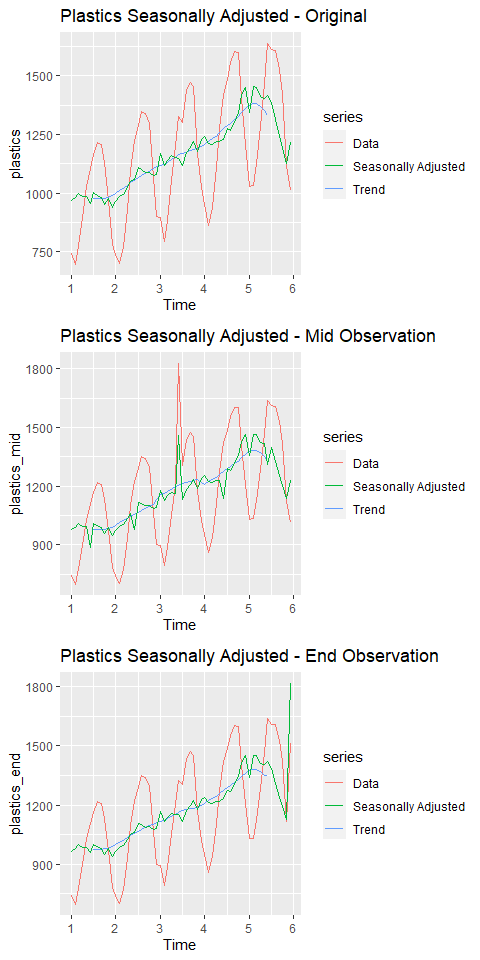 Plastics Seasonally Adjusted - Original
1500
1250
1000
750
plastics
1 2 3 4 5 6
Time
series
Data
Seasonally Adjusted
Trend
Plastics Seasonally Adjusted - Mid Observation
1800
1500
1200
900
plastics_mid
1 2 3 4 5 6
Time
series
Data
Seasonally Adjusted
Trend
Plastics Seasonally Adjusted - End Observation
1800
1500
1200
900
plastics_end
1 2 3 4 5 6
Time
series
Data
Seasonally Adjusted
Trend